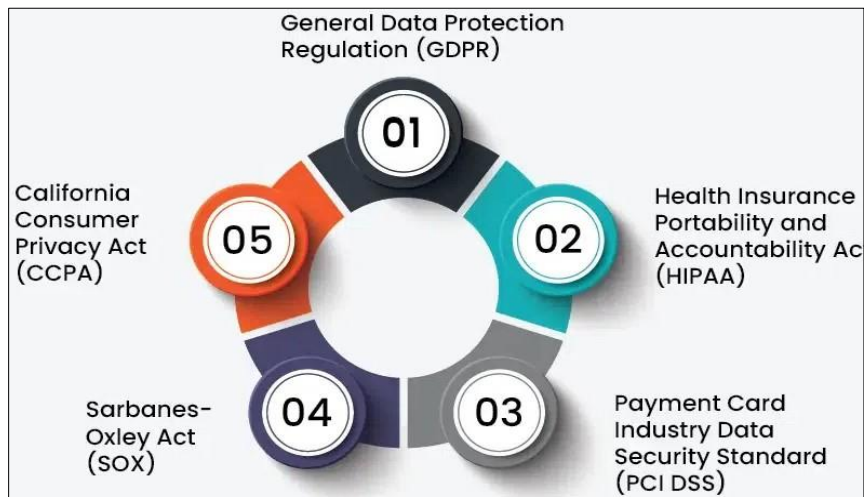 General Data Protection
Regulation (GDPR)
01
Health Insurance
Portability and
Accountability Ac
(HIPAA)
02
Payment Card
Industry Data
Security Standard
(PCI DSS)
03
Sarbanes-
Oxley Act
(SOX)
04
California
Consumer
Privacy Act
(CCPA)
05